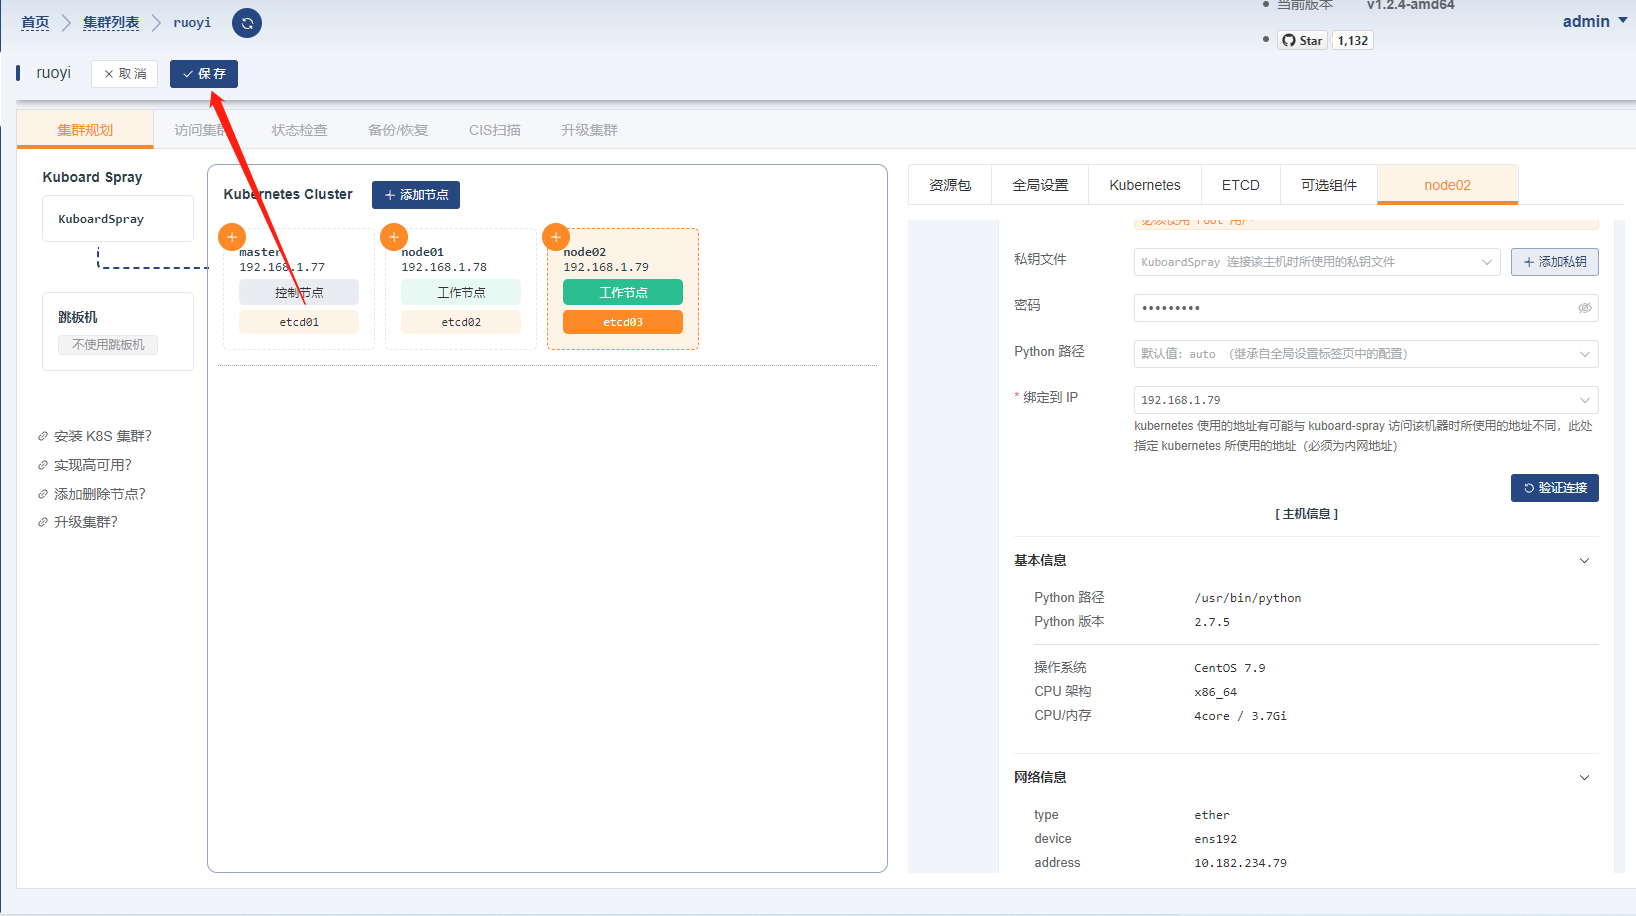 首页
集群列表
ruoyi
当前版本
v1.2.4-amd64
Star
1,132
admin
ruoyi
取 消
保 存
集群规划
访问集群
状态检查
备份/恢复
CIS扫描
升级集群
Kuboard Spray
KuboardSpray
跳板机
不使用跳板机
安装 K8S 集群?
实现高可用?
添加删除节点?
升级集群?
Kubernetes Cluster
添加节点
master
192.168.1.77
控制节点
etcd01
node01
192.168.1.78
工作节点
etcd02
node02
192.168.1.79
工作节点
etcd03
资源包
全局设置
Kubernetes
ETCD
可选组件
node02
必须使用 root 用户
私钥文件
KuboardSpray 连接该主机时所使用的私钥文件
添加私钥
密码
•••••••••
Python 路径
默认值: auto （继承自全局设置标签页中的配置）
* 绑定到 IP
192.168.1.79
kubernetes 使用的地址有可能与 kuboard-spray 访问该机器时所使用的地址不同，此处
指定 kubernetes 所使用的地址（必须为内网地址）
验证连接
[ 主机信息 ]
基本信息
Python 路径
/usr/bin/python
Python 版本
2.7.5
操作系统
CentOS 7.9
CPU 架构
x86_64
CPU/内存
4core / 3.7Gi
网络信息
type
ether
device
ens192
address
10.182.234.79